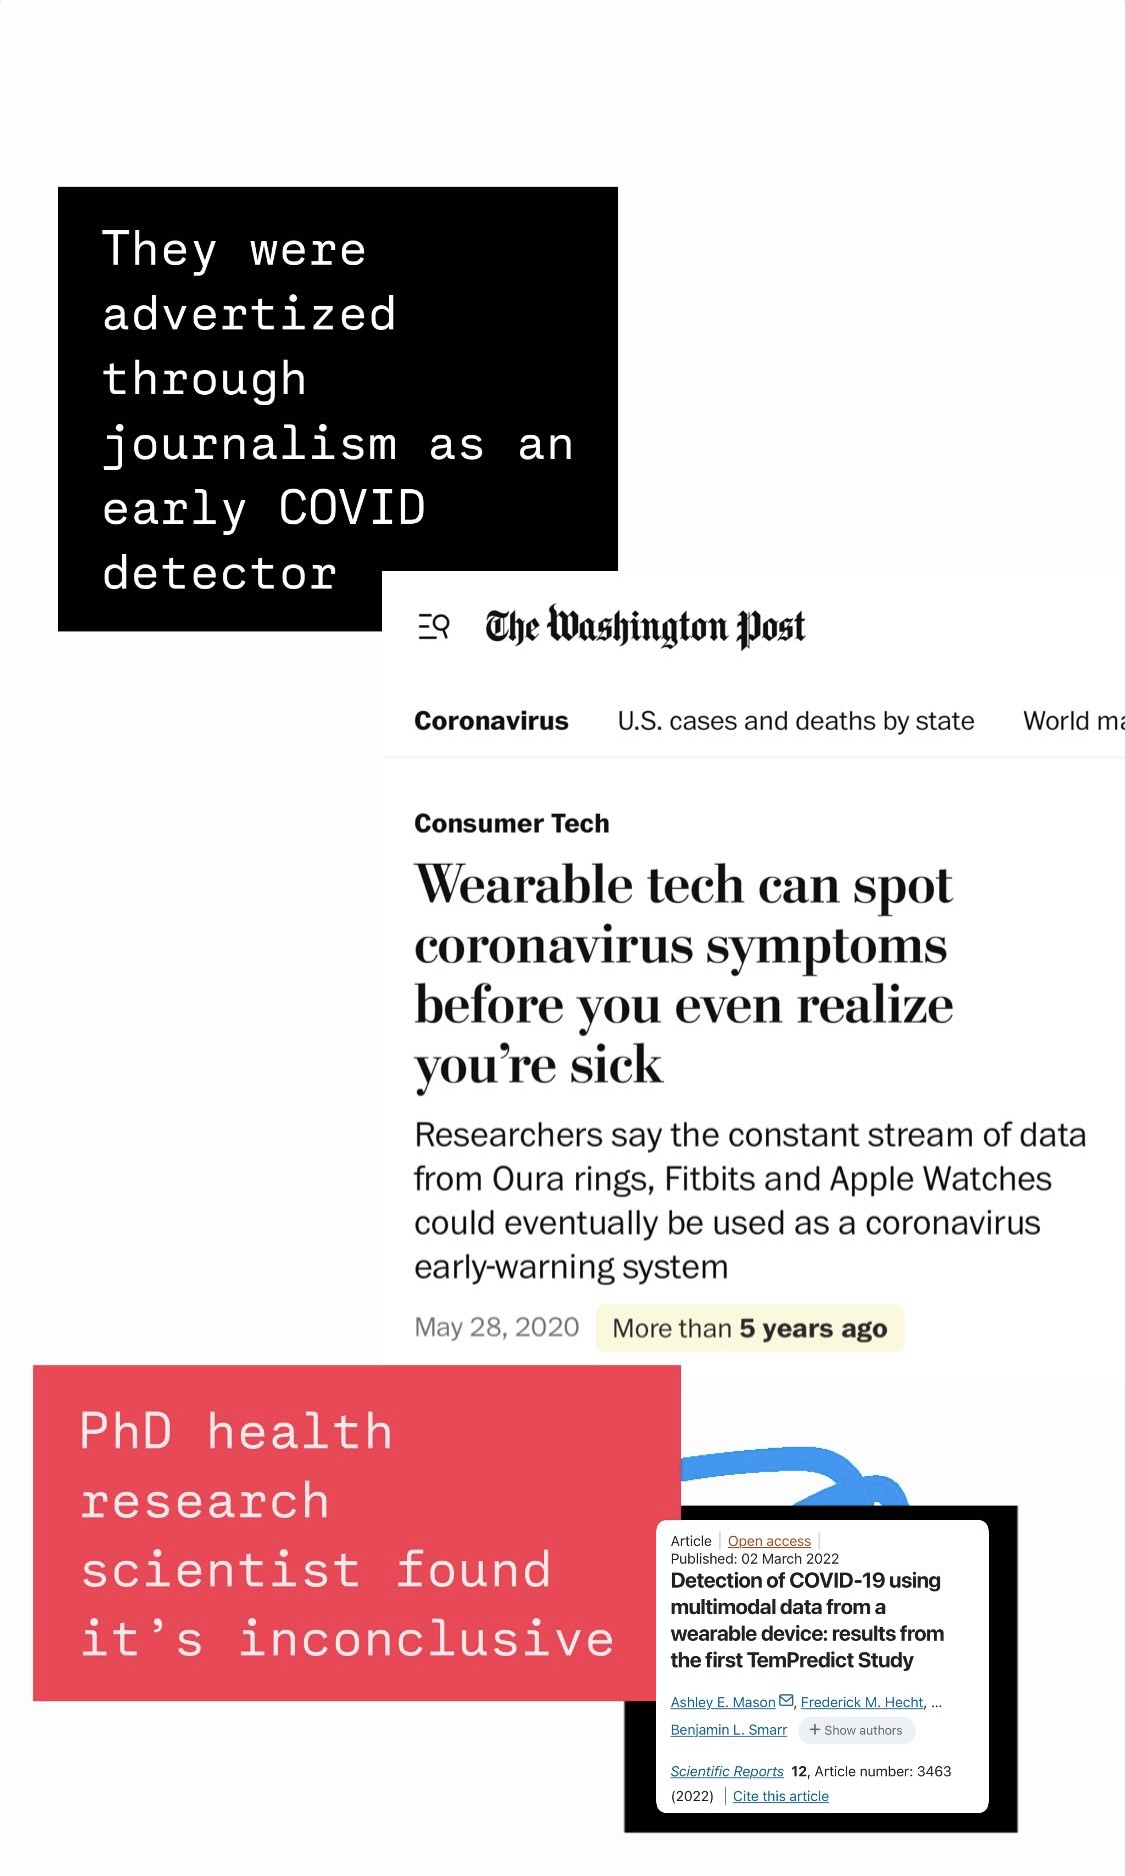 They were
advertized
through
journalism as an
early COVID
detector
The Washington Post
Coronavirus U.S. cases and deaths by state World
Consumer Tech
Wearable tech can spot
coronavirus symptoms
before you even realize
you’re sick
Researchers say the constant stream of data
from Oura rings, Fitbits and Apple Watches
could eventually be used as a coronavirus
early-warning system
May 28, 2020 More than 5 years ago
PhD health
research
scientist found
it’s inconclusive
Article | Open access |
Published: 02 March 2022
Detection of COVID-19 using
multimodal data from a
wearable device: results from
the first TemPredict Study
Ashley E. Mason, Frederick M. Hecht, ...
Benjamin L. Smarr + Show authors
Scientific Reports 12, Article number: 3463
(2022) | Cite this article